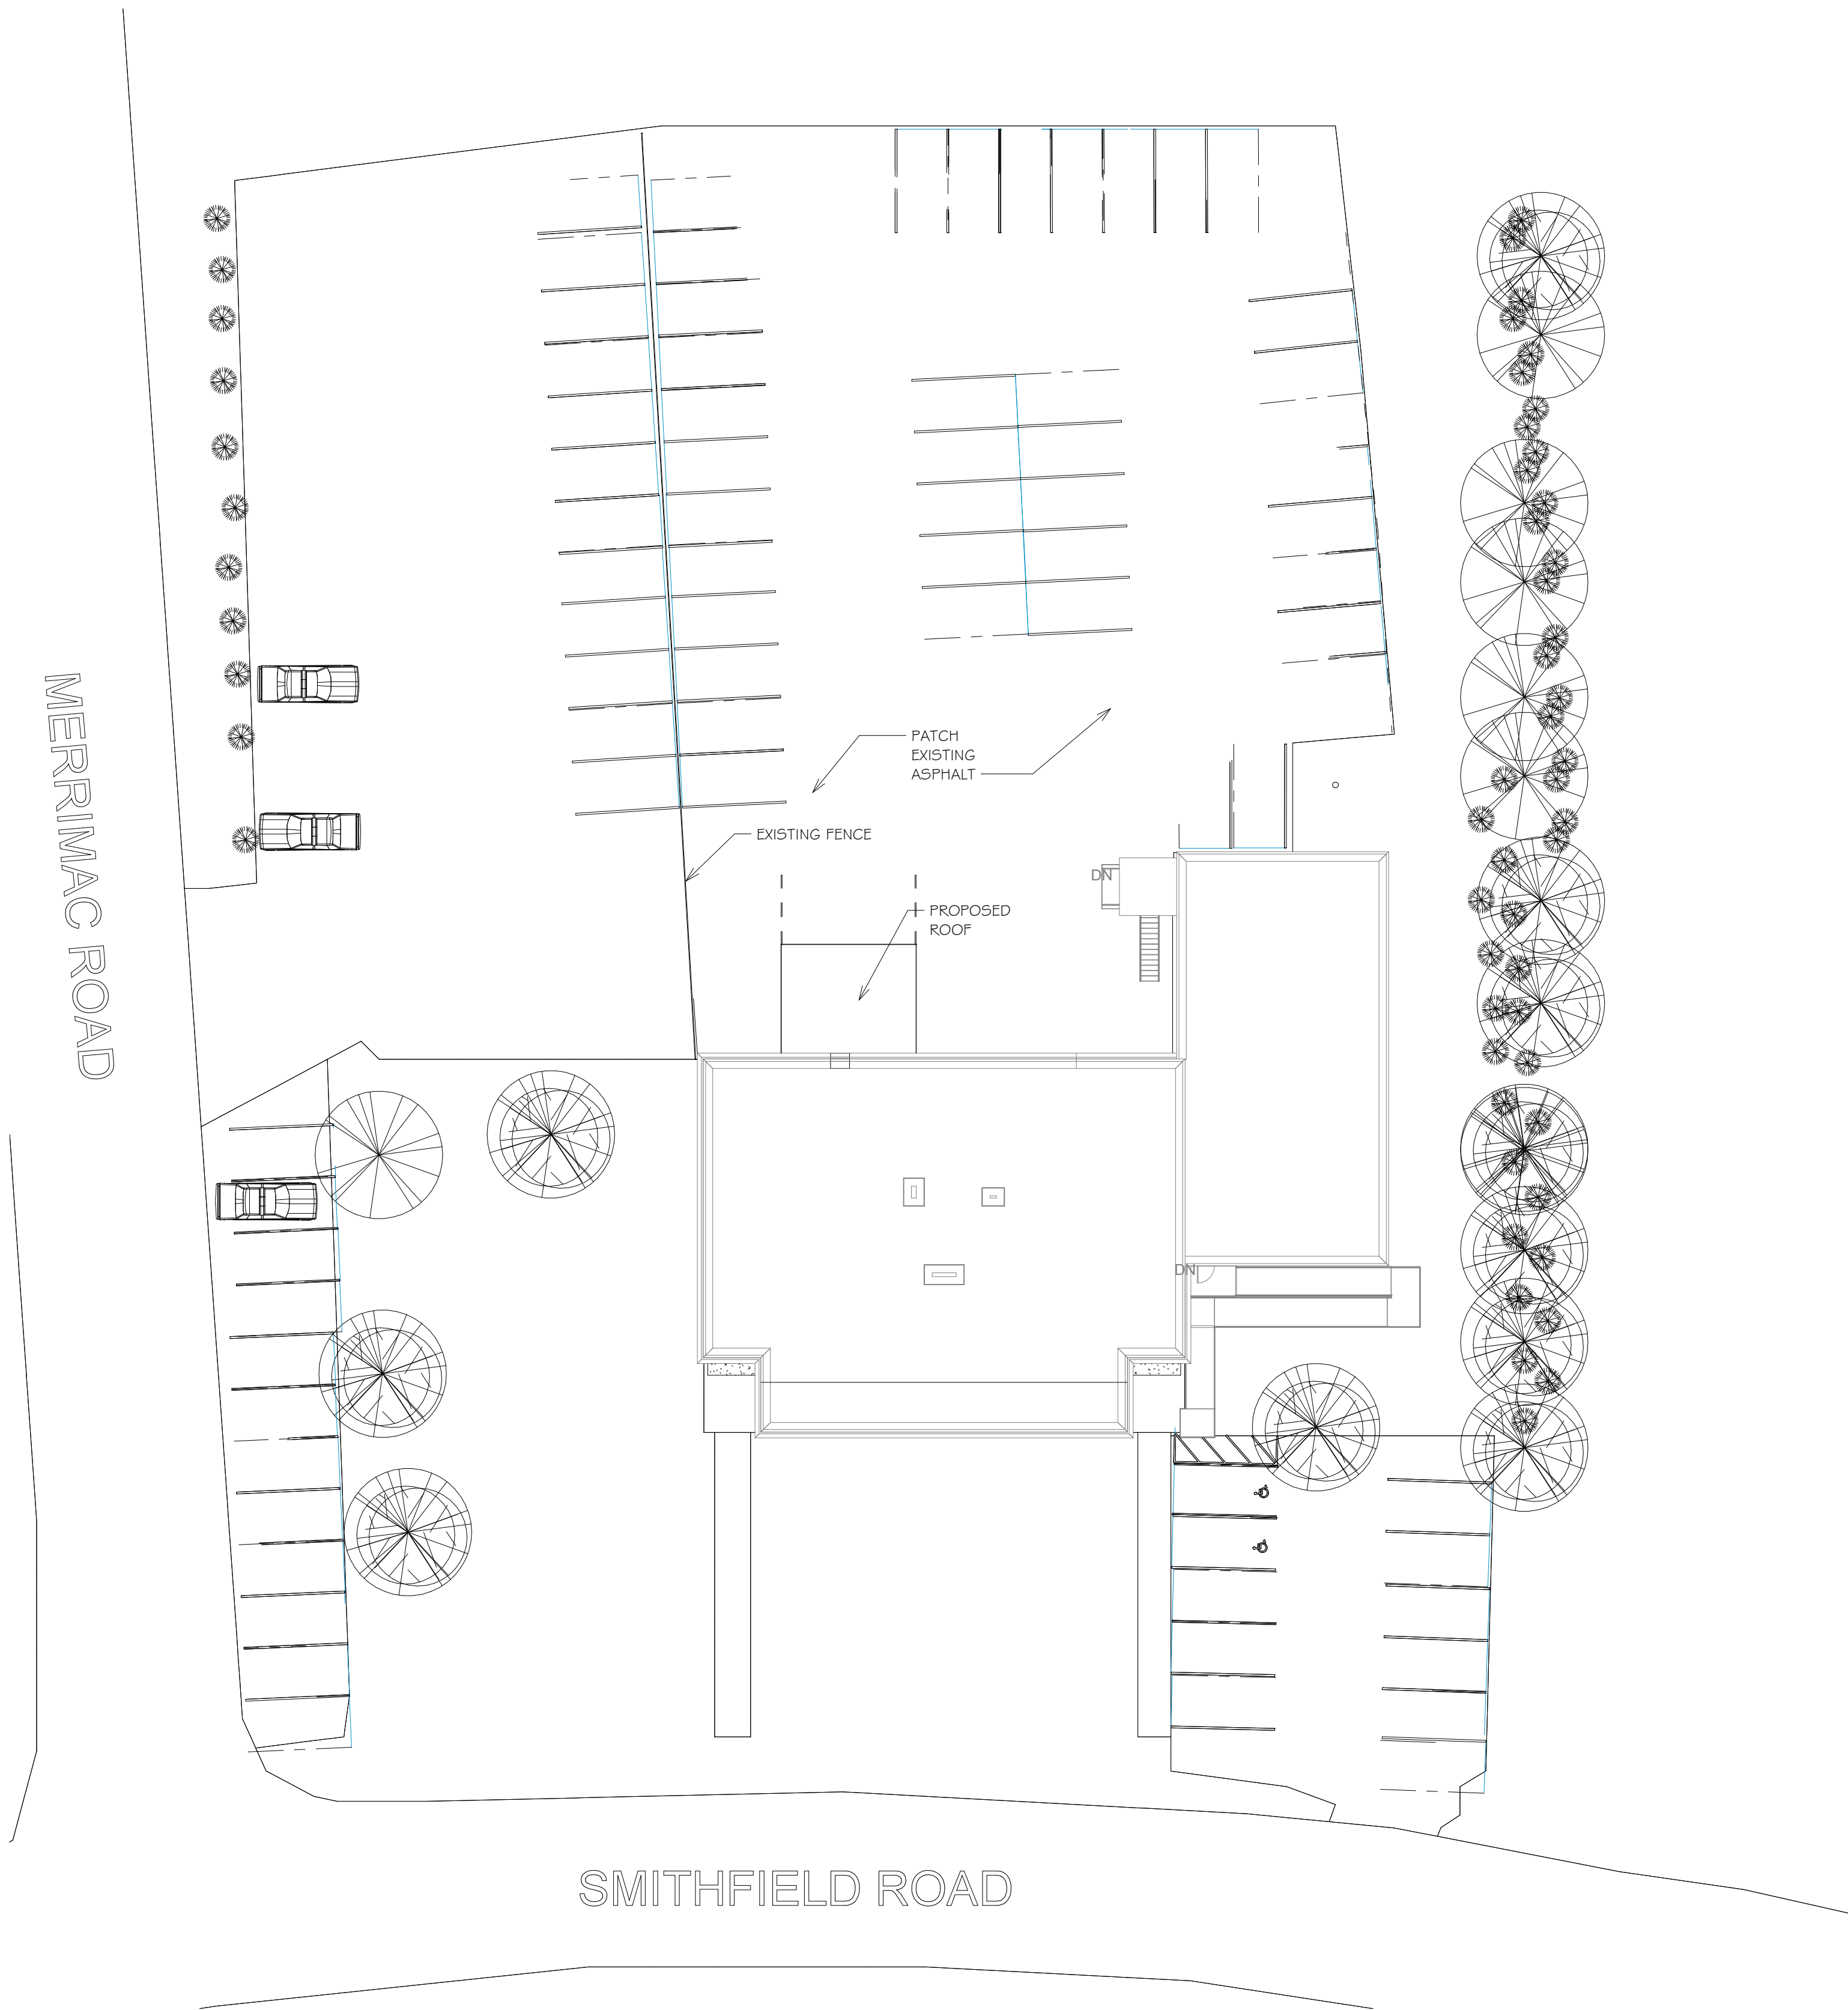 PATCH
EXISTING
ASPHALT
EXISTING FENCE
DN
PROPOSED
ROOF
MERRIMAC ROAD
DN
SMITHFIELD ROAD